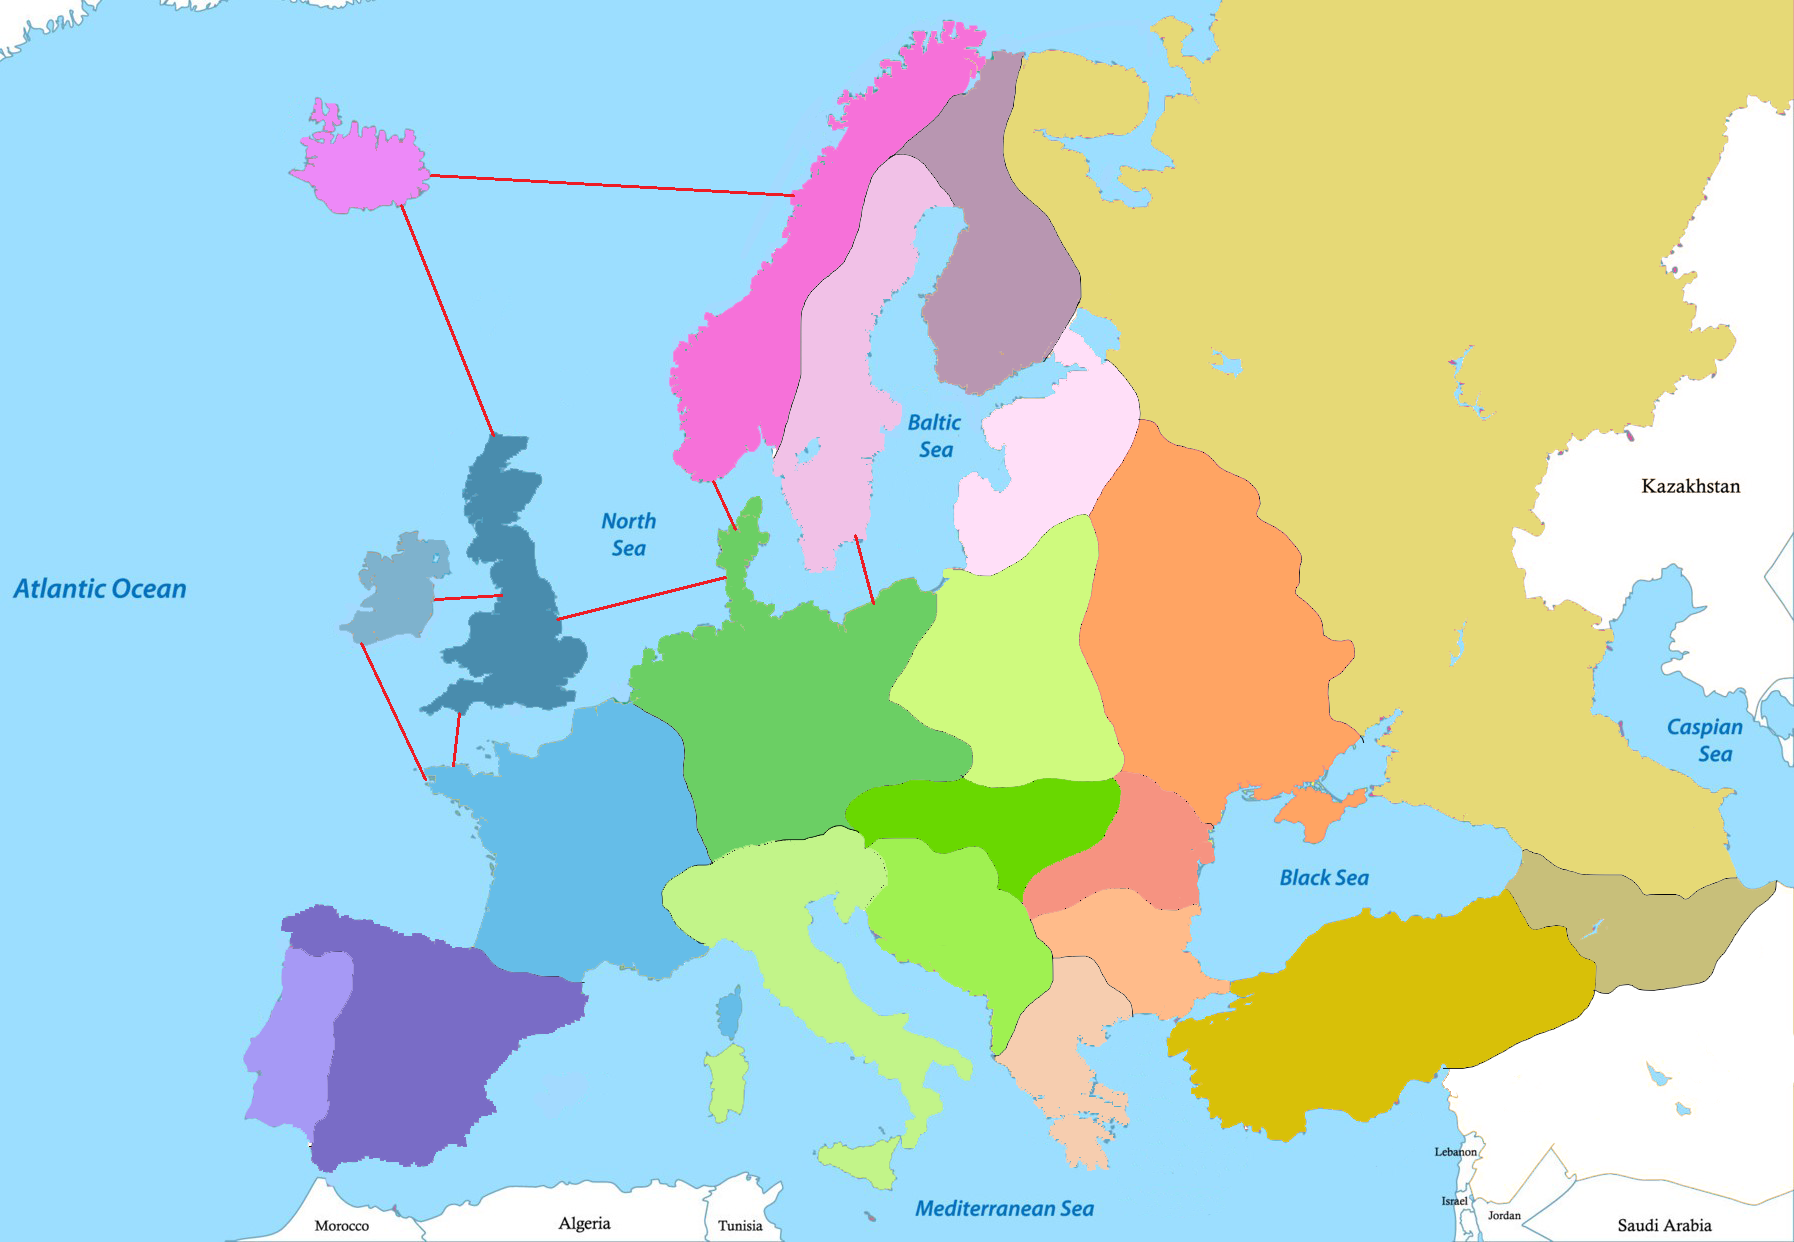 Baltic
Sea
Kazakhstan
North
Sea
Atlantic Ocean
Caspian
Sea
Black Sea
Lebanon
Israel
Jordan
Mediterranean Sea
Morocco
Algeria
Tunisia
Saudi Arabia